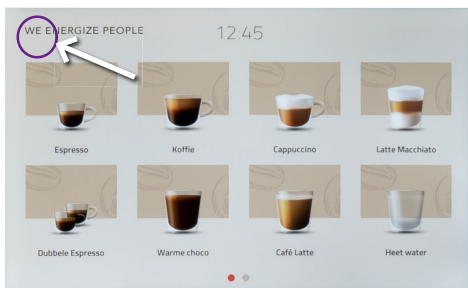 WE ENERGIZE PEOPLE
12:45
Espresso
Koffie
Cappuccino
Latte Macchiato
Dubbele Espresso
Warme choco
Café Latte
Heet water